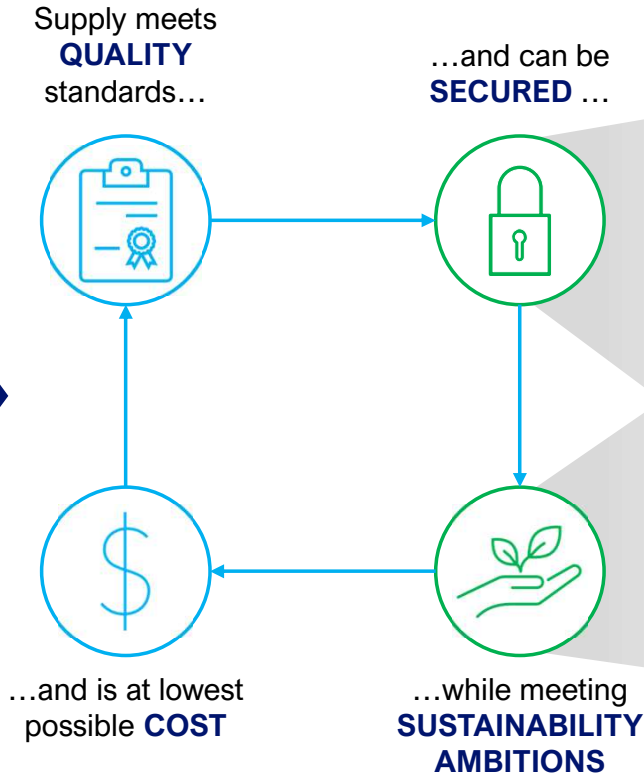 Supply meets
QUALITY
standards…
…and can be
SECURED …
…and is at lowest
possible COST
…while meeting
SUSTAINABILITY
AMBITIONS